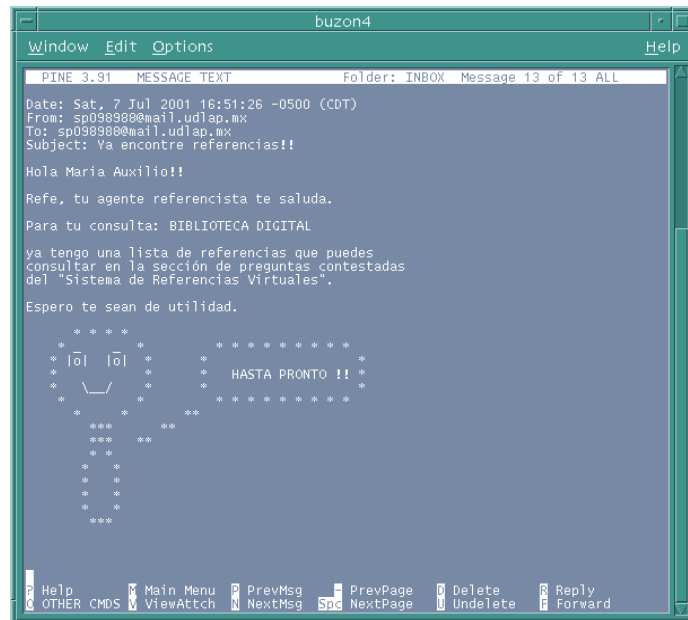 buzon4
Window Edit Options Help
PINE 3.91 MESSAGE TEXT Folder: INBOX Message 13 of 13 ALL
Date: Sat, 7 Jul 2001 16:51:26 -0500 (CDT)
From: sp098988@mail.udlap.mx
To: sp098988@mail.udlap.mx
Subject: Ya encontre referencias!!
Hola Maria Auxilio!!
Refe, tu agente referencista te saluda.
Para tu consulta: BIBLIOTECA DIGITAL
ya tengo una lista de referencias que puedes
consultar en la sección de preguntas contestadas
del "Sistema de Referencias Virtuales".
Espero te sean de utilidad.
HASTA PRONTO !!
? Help M Main Menu P PrevMsg - PrevPage D Delete R Reply
O OTHER CMDS V ViewAttch N NextMsg Spc NextPage U Undelete F Forward